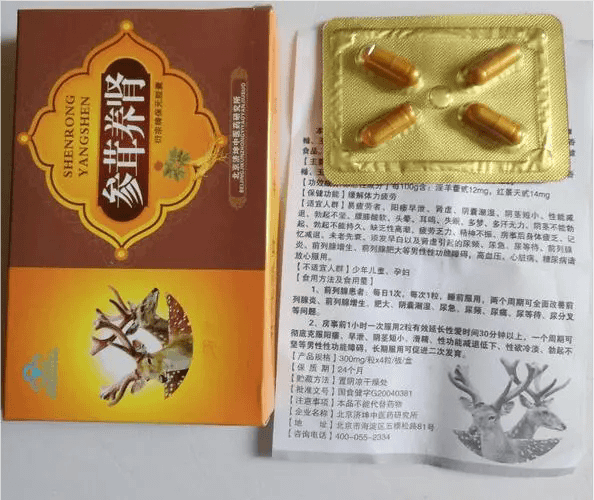 SHENRONG
YANGSHEN
参茸养肾
衍宗牌保元胶囊
北京济坤中医药研究所
BEIJINGJIKUNZHONGYIYAOYANJIUSUO
【主要
【功效成
每100g含：淫羊藿甙12mg，红景天甙14mg
【保健功能】缓解体力疲劳
【适宜人群】易疲劳者，阳痿早泄、肾虚、阴囊潮湿、阴茎短小、性能减
退、勃起不坚、腰膝酸软、头晕、耳鸣、失眠、多梦、多汗无力、阴茎不能勃
起、勃起不能持久、缺乏性高潮、疲劳乏力、精神不振、房事后身体疲乏、记
忆减退、未老先衰、须发早白以及肾虚引起的尿频、尿急、尿等待、前列腺
炎、前列腺增生、前列腺肥大等男性性功能障碍，高血压、心脏病、糖尿病请
放心服用。
【不适宜人群】少年儿童、孕妇
【食用方法及食用量】
1、前列腺患者：每日1次，每次1粒，睡前服用，两个周期可全面改善前
列腺炎、前列腺增生、肥大、阴囊潮湿、尿急、尿频、尿痛、尿等待、尿分叉
等问题。
2、房事前1小时一次服用2粒有效延长性爱时间30分钟以上，一个周期可
彻底克服阳痿、早泄、阴茎短小、滑精、性功能减退低下、性欲冷淡、勃起不
坚等男性性功能障碍，长期服用可促进二次发育。
【产品规格】300mg/粒x4粒/板/盒
【保 质 期】24个月
【贮藏方法】置阴凉干燥处
【批准文号】国食健字G20040381
【注意事项】本品不能代替药物
【企业名称】北京济坤中医药研究所
【地 址】北京市海淀区五棵松路81号
【咨询电话】400-055-2334